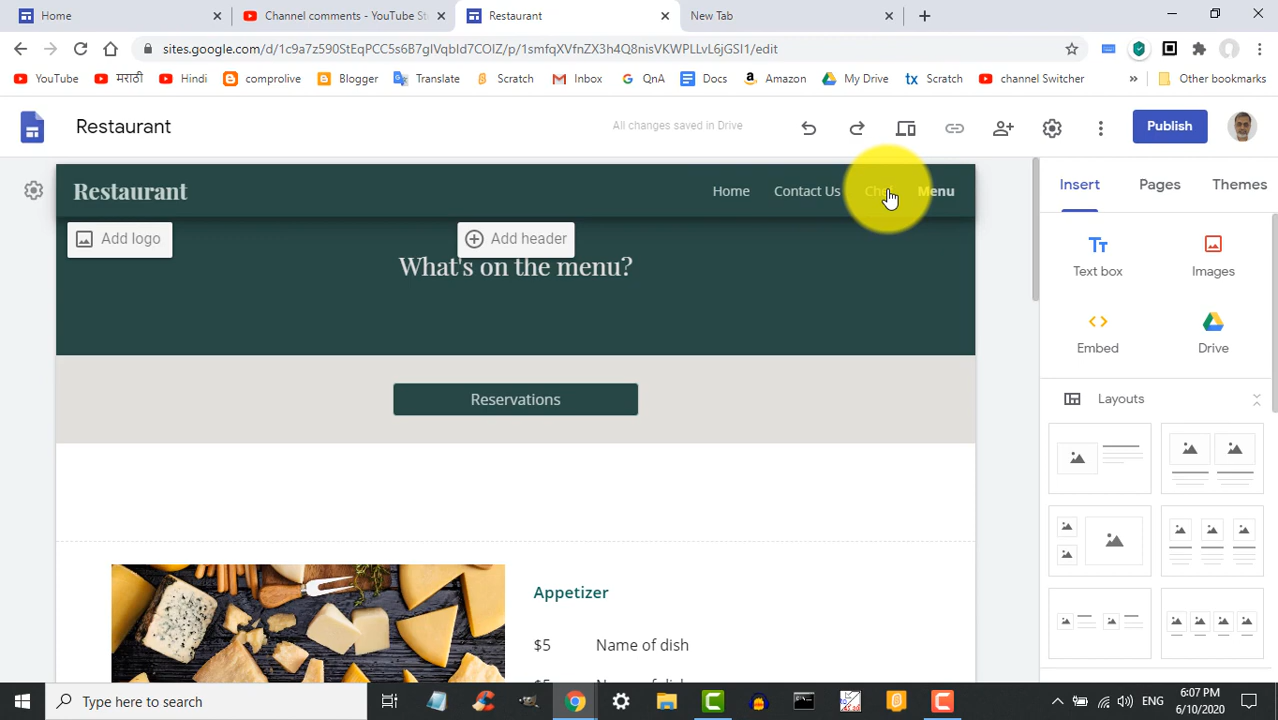 Home
Channel comments - YouTube S
Restaurant
New Tab
sites.google.com/d/1c9a7z590StEqPCC5s6B7gIVqbId7COIZ/p/1smfqXVfnZX3h4Q8nisVKWPLLvL6jGSI1/edit
YouTube
मराठी
Hindi
comprolive
Blogger
Translate
Scratch
Inbox
QnA
Docs
Amazon
My Drive
tx Scratch
channel Switcher
»
Other bookmarks
Restaurant
All changes saved in Drive
Publish
Restaurant
Home
Contact Us
Menu
Insert
Pages
Themes
Add logo
Add header
What's on the menu?
Text box
Images
Embed
Drive
Reservations
Layouts
Appetizer
$5 Name of dish
Type here to search
ENG
6:07 PM
6/10/2020